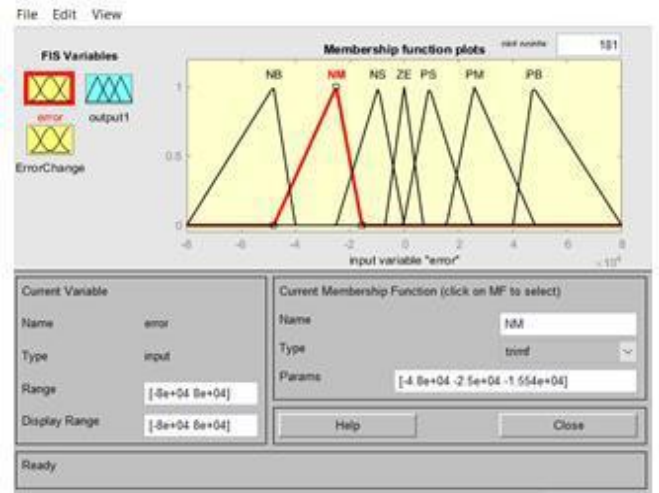 File Edit View
FIS Variables
error
output1
ErrorChange
Membership function plots
181
NB NM NS ZE PS PM PB
1
0.5
0
-8 -6 -4 -2 0 2 4 6 8
input variable "error"
Current Variable
Name error
Type input
Range [-8e+04 8e+04]
Display Range [-8e+04 8e+04]
Current Membership Function (click on MF to select)
Name NM
Type trimf
Params [-4.8e+04 -2.5e+04 -1.554e+04]
Help Close
Ready